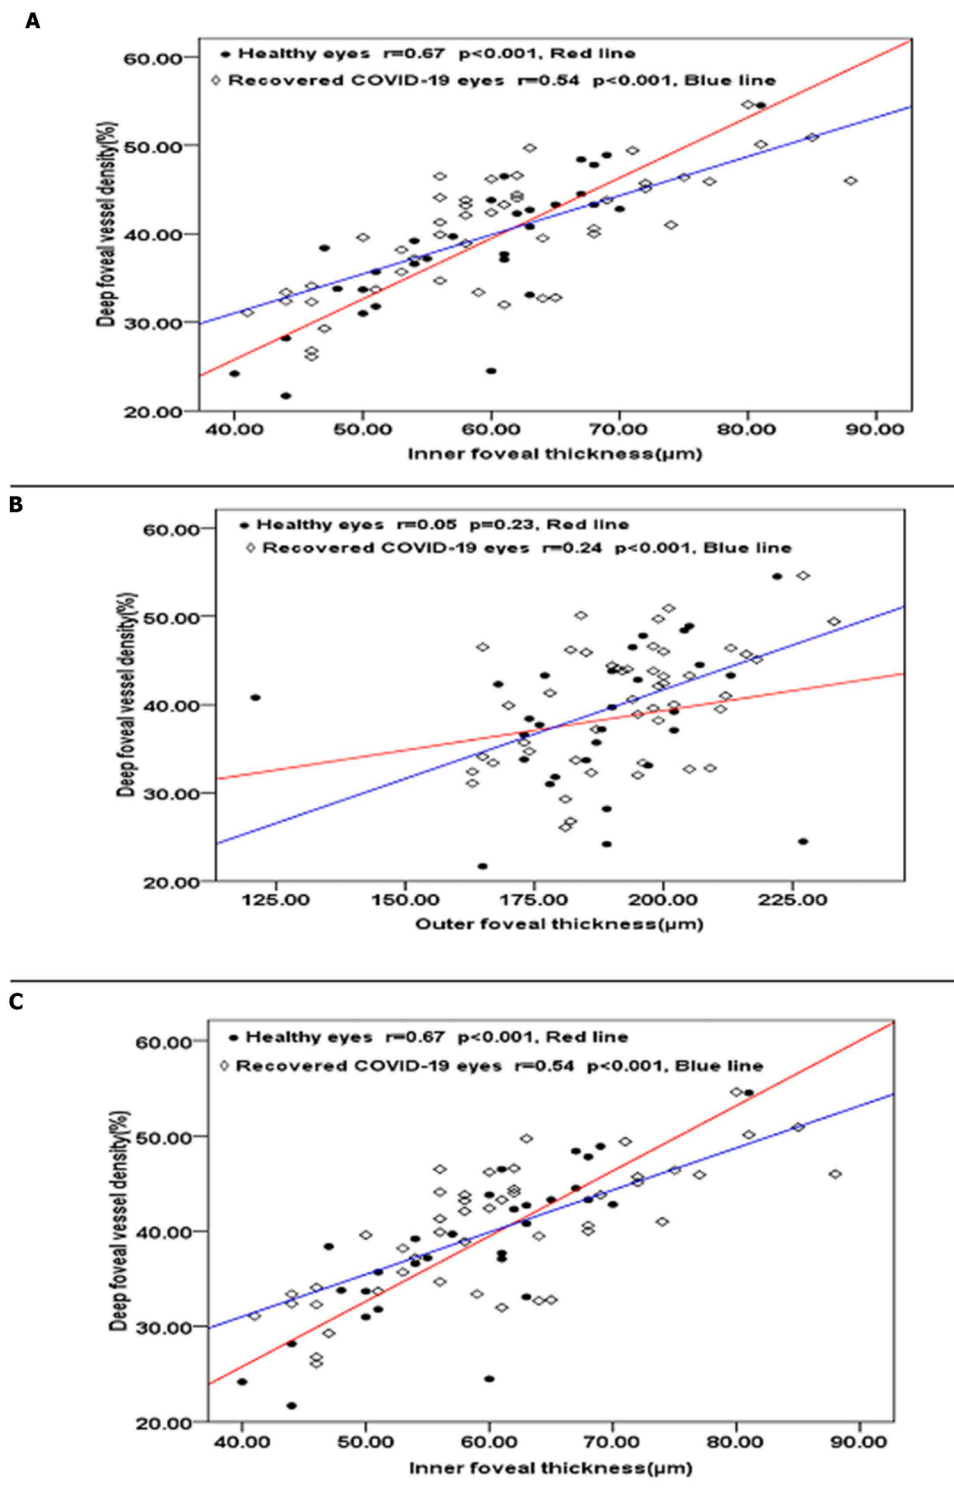 A
Healthy eyes r=0.67 p<0.001, Red line
Recovered COVID-19 eyes r=0.54 p<0.001, Blue line
60.00
50.00
40.00
30.00
20.00
Deep foveal vessel density(%)
40.00 50.00 60.00 70.00 80.00 90.00
Inner foveal thickness(µm)
B
Healthy eyes r=0.05 p=0.23, Red line
Recovered COVID-19 eyes r=0.24 p<0.001, Blue line
60.00
50.00
40.00
30.00
20.00
Deep foveal vessel density(%)
125.00 150.00 175.00 200.00 225.00
Outer foveal thickness(µm)
C
Healthy eyes r=0.67 p<0.001, Red line
Recovered COVID-19 eyes r=0.54 p<0.001, Blue line
60.00
50.00
40.00
30.00
20.00
Deep foveal vessel density(%)
40.00 50.00 60.00 70.00 80.00 90.00
Inner foveal thickness(µm)